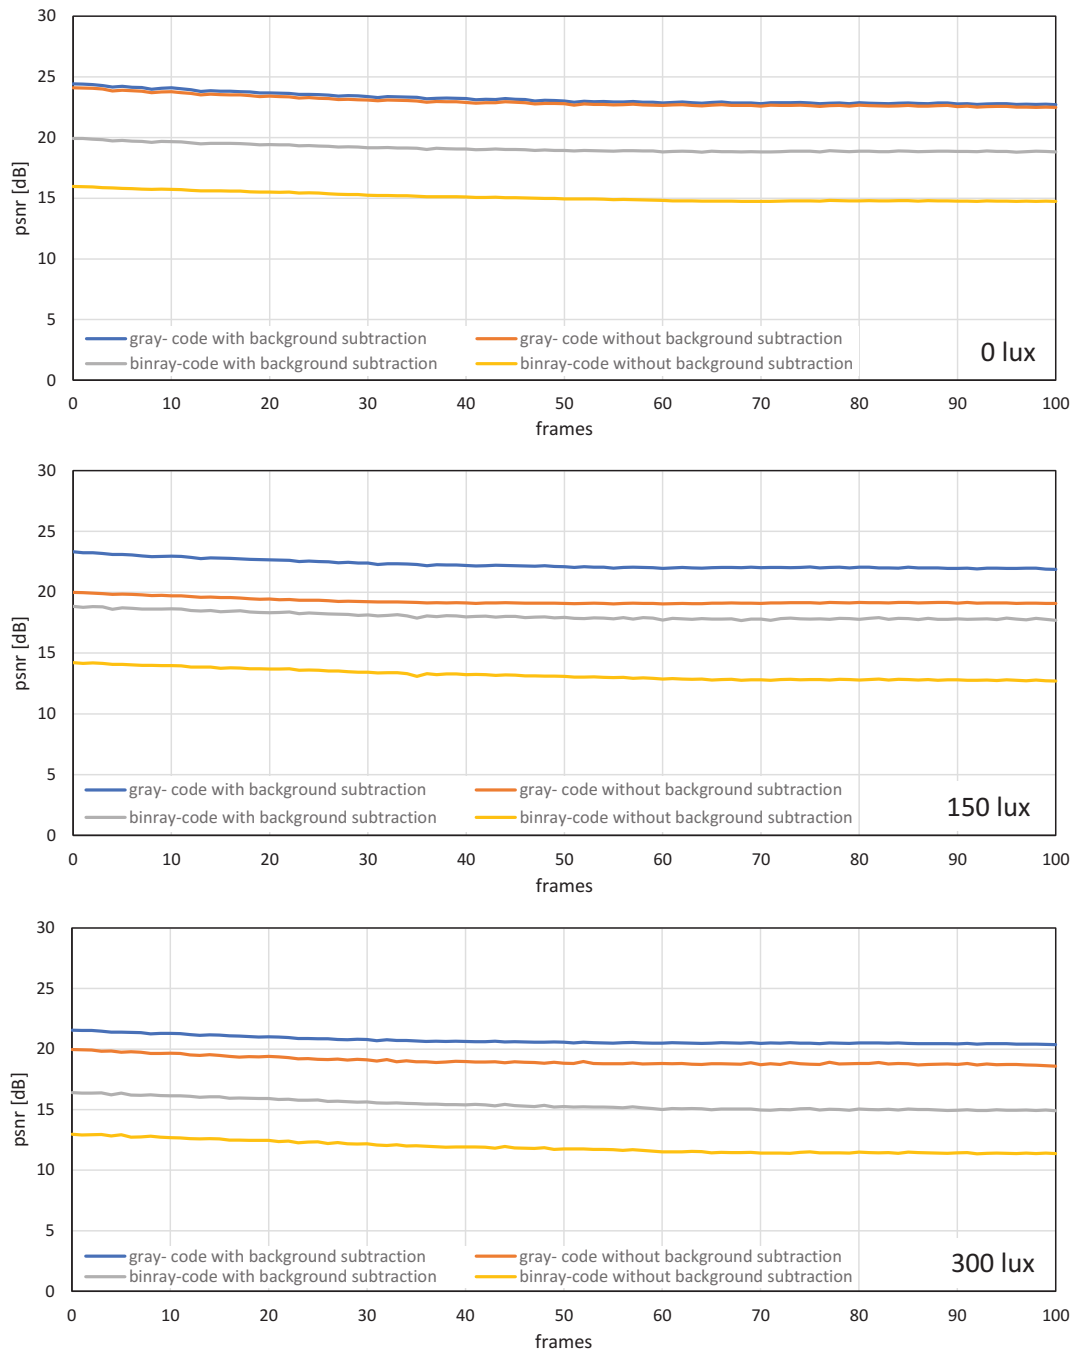 30
25
20
15
10
5
0
psnr [dB]
gray- code with background subtraction
gray- code without background subtraction
binray-code with background subtraction
binray-code without background subtraction
0 lux
0 10 20 30 40 50 60 70 80 90 100
frames
30
25
20
15
10
5
0
psnr [dB]
gray- code with background subtraction
gray- code without background subtraction
binray-code with background subtraction
binray-code without background subtraction
150 lux
0 10 20 30 40 50 60 70 80 90 100
frames
30
25
20
15
10
5
0
psnr [dB]
gray- code with background subtraction
gray- code without background subtraction
binray-code with background subtraction
binray-code without background subtraction
300 lux
0 10 20 30 40 50 60 70 80 90 100
frames